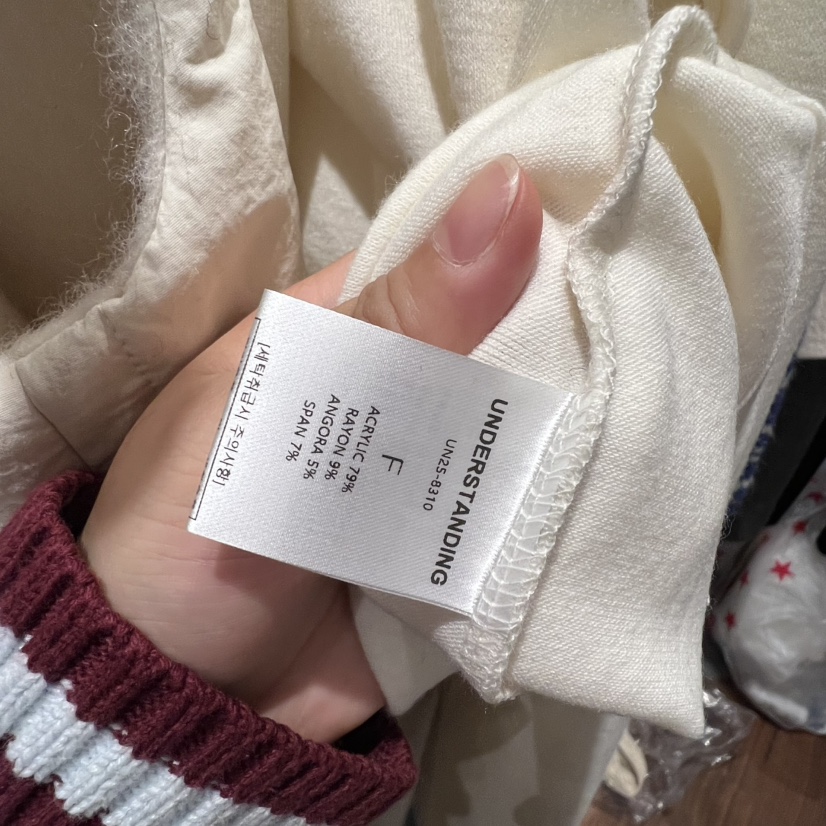 UNDERSTANDING
UN25-8310
F
ACRYLIC 79%
RAYON 9%
ANGORA 5%
SPAN 7%
[세탁취급시 주의사항]